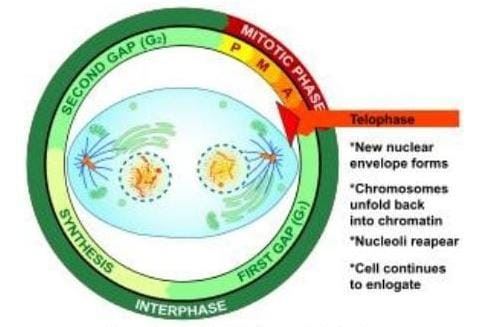 SECOND GAP (G₂)
MITOTIC PHASE
P M A
Telophase
*New nuclear
envelope forms
*Chromosomes
unfold back
into chromatin
*Nucleoli reapear
*Cell continues
to enlogate
SYNTHESIS
FIRST GAP (G₁)
INTERPHASE